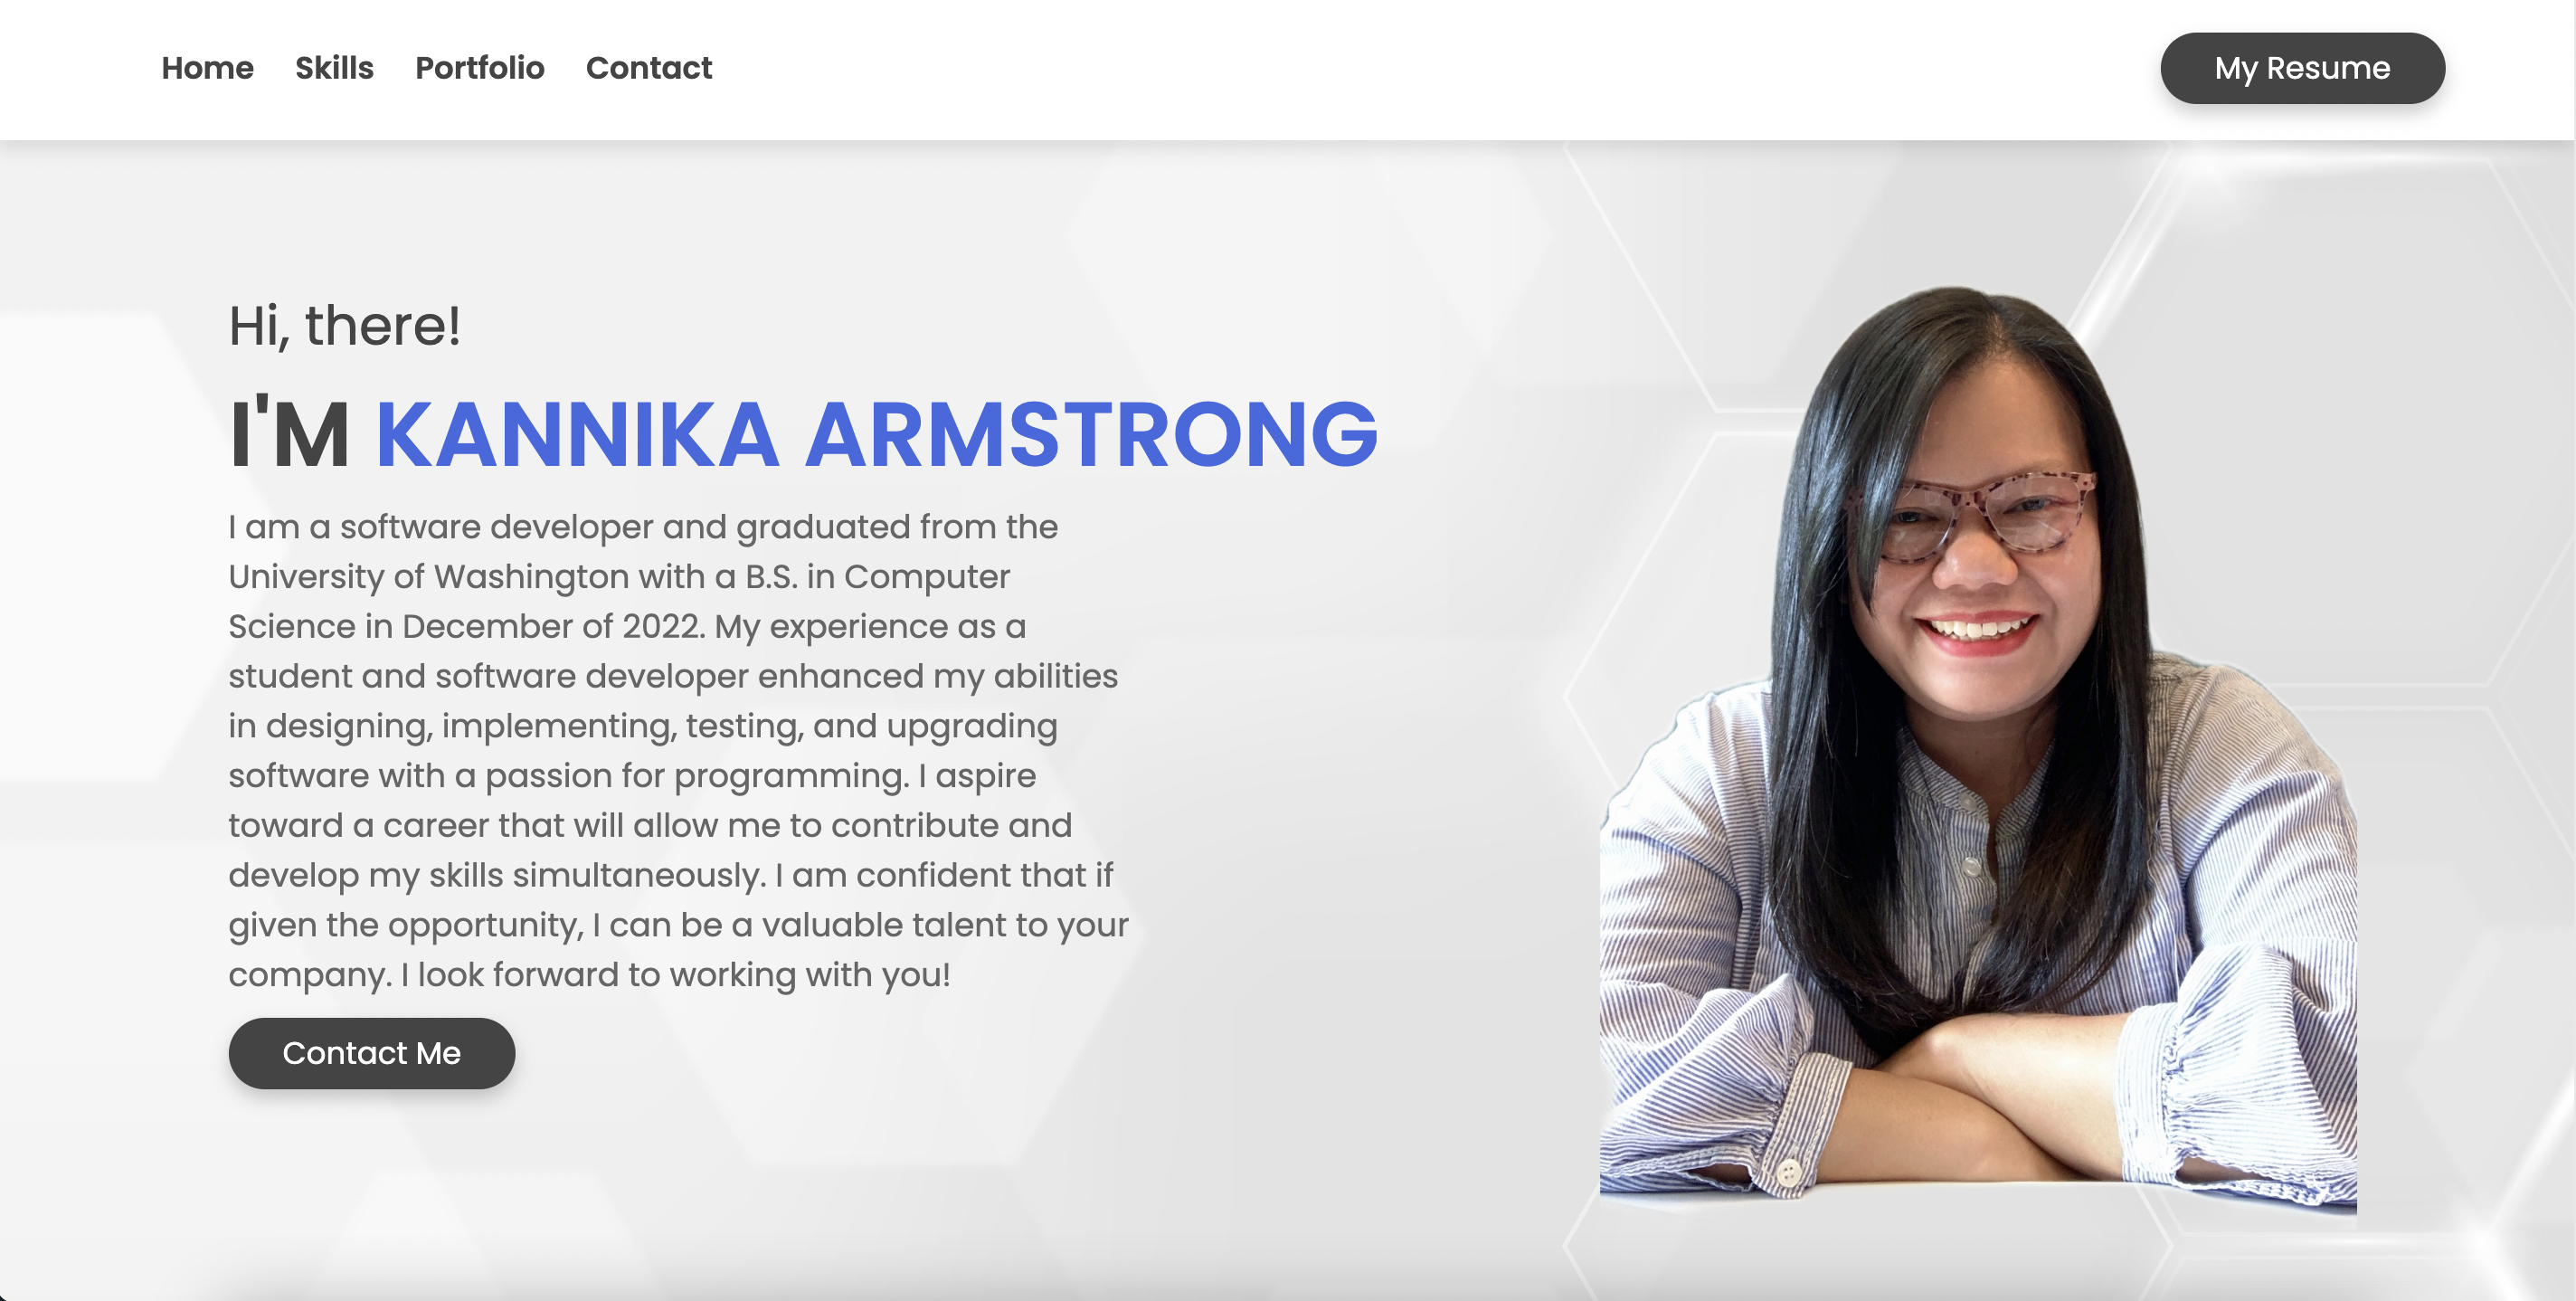 Home Skills Portfolio Contact My Resume
Hi, there!
I'M KANNIKA ARMSTRONG
I am a software developer and graduated from the
University of Washington with a B.S. in Computer
Science in December of 2022. My experience as a
student and software developer enhanced my abilities
in designing, implementing, testing, and upgrading
software with a passion for programming. I aspire
toward a career that will allow me to contribute and
develop my skills simultaneously. I am confident that if
given the opportunity, I can be a valuable talent to your
company. I look forward to working with you!
Contact Me